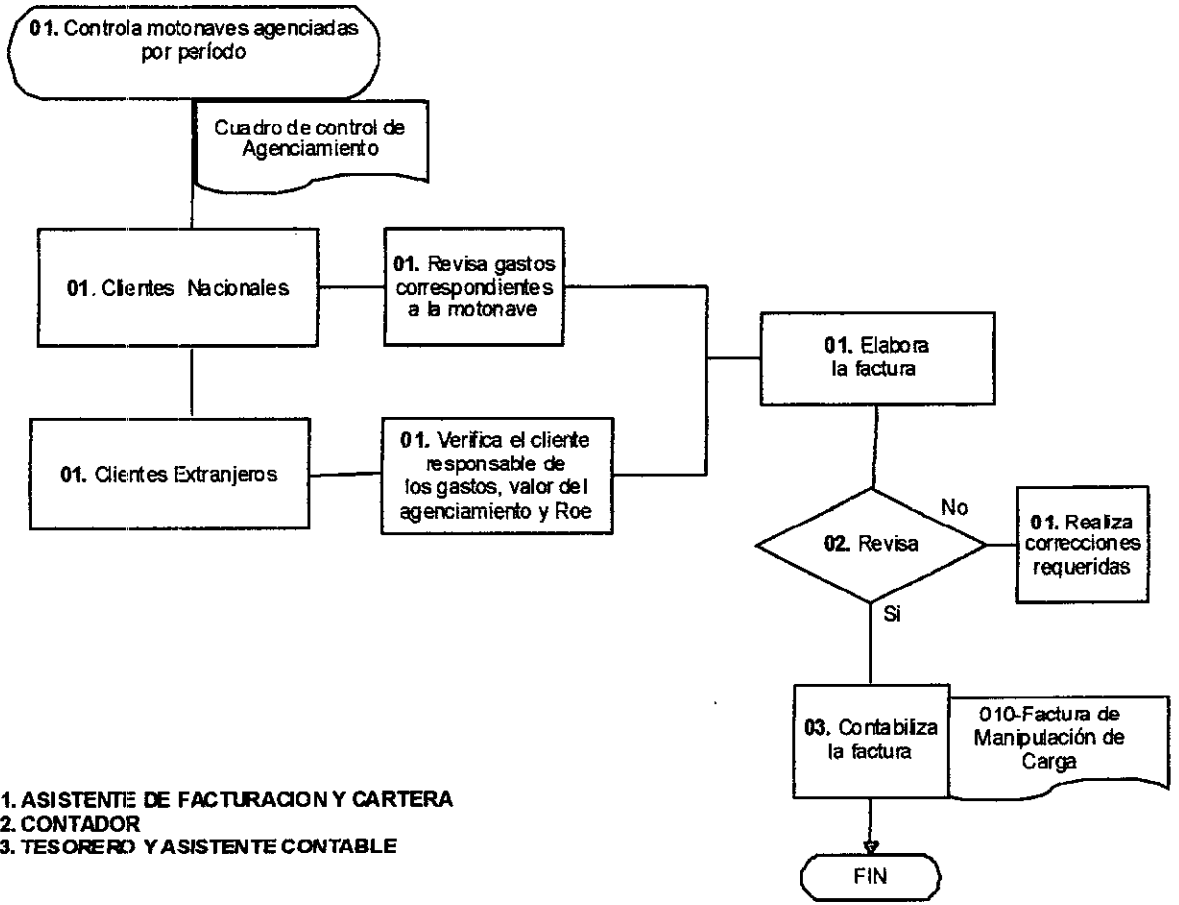 01. Controla motonaves agenciadas
por período
Cuadro de control de
Agenciamiento
01. Clientes Nacionales
01. Revisa gastos
correspondientes
a la motonave
01. Elabora
la factura
01. Clientes Extranjeros
01. Verifica el cliente
responsable de
los gastos, valor del
agenciamiento y Roe
02. Revisa
No
01. Realiza
correcciones
requeridas
Si
03. Contabiliza
la factura
010-Factura de
Manipulación de
Carga
1. ASISTENTE DE FACTURACION Y CARTERA
2. CONTADOR
3. TESORERO Y ASISTENTE CONTABLE
FIN